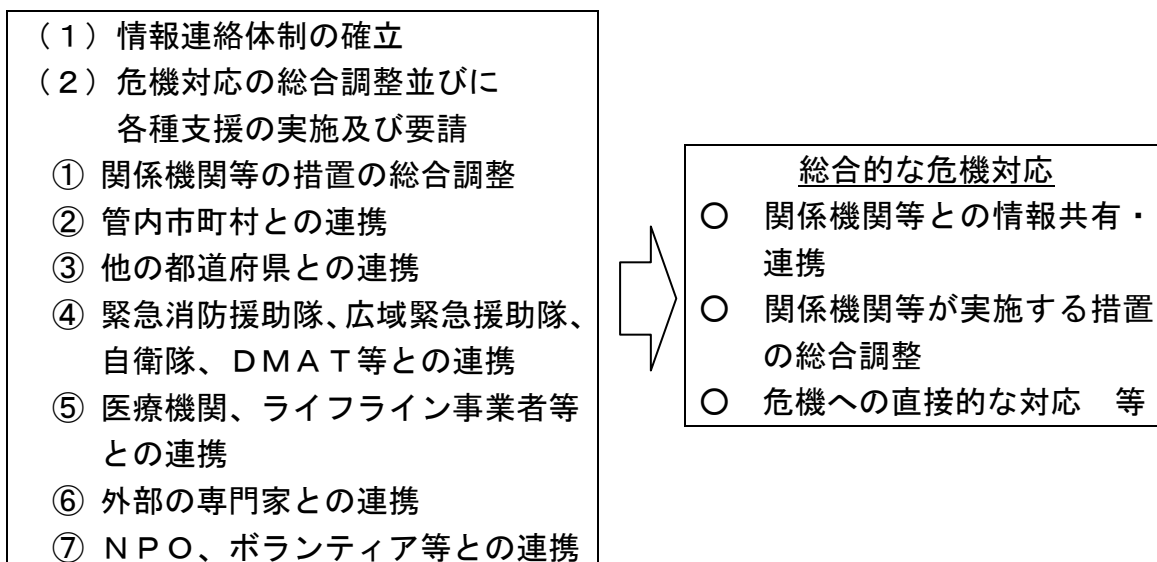 （１）情報連絡体制の確立
（２）危機対応の総合調整並びに
各種支援の実施及び要請
① 関係機関等の措置の総合調整
② 管内市町村との連携
③ 他の都道府県との連携
④ 緊急消防援助隊、広域緊急援助隊、
自衛隊、ＤＭＡＴ等との連携
⑤ 医療機関、ライフライン事業者等
との連携
⑥ 外部の専門家との連携
⑦ ＮＰＯ、ボランティア等との連携
総合的な危機対応
○ 関係機関等との情報共有・
連携
○ 関係機関等が実施する措置
の総合調整
○ 危機への直接的な対応　等